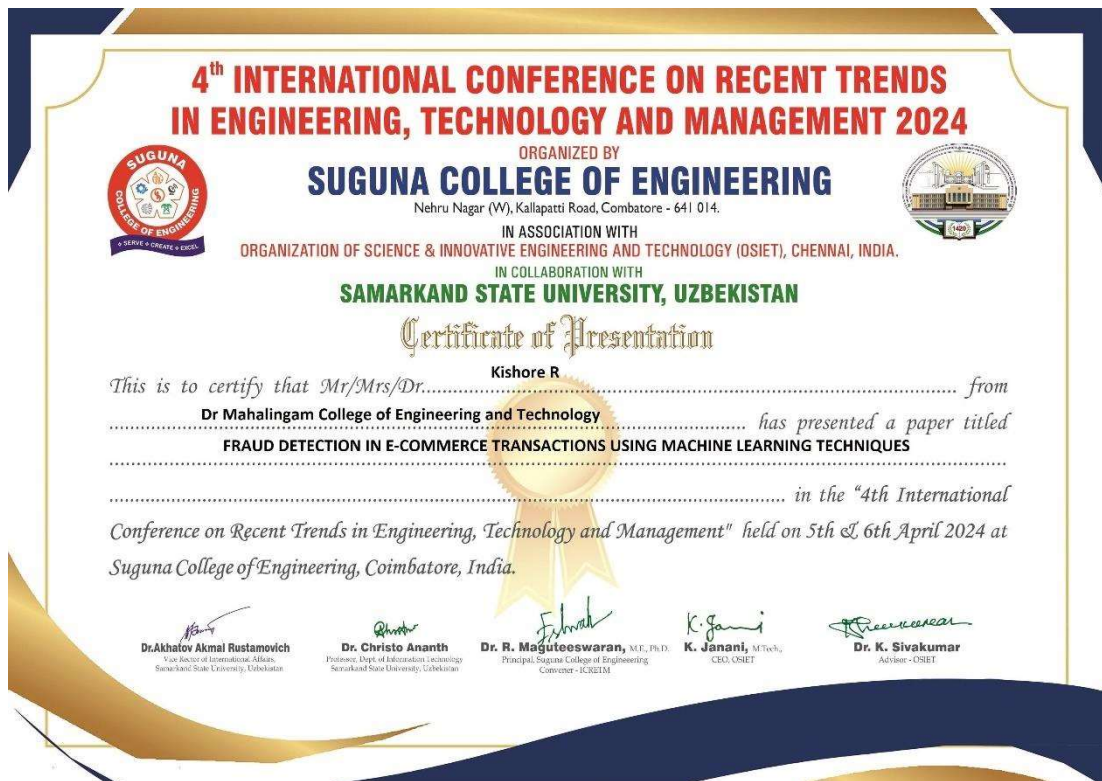 4th INTERNATIONAL CONFERENCE ON RECENT TRENDS
IN ENGINEERING, TECHNOLOGY AND MANAGEMENT 2024
ORGANIZED BY
SUGUNA COLLEGE OF ENGINEERING
Nehru Nagar (W), Kallapatti Road, Combatore - 641 014.
IN ASSOCIATION WITH
ORGANIZATION OF SCIENCE & INNOVATIVE ENGINEERING AND TECHNOLOGY (OSIET), CHENNAI, INDIA.
IN COLLABORATION WITH
SAMARKAND STATE UNIVERSITY, UZBEKISTAN
SUGUNA
COLLEGE OF ENGINEERING
SERVE CREATE EXCEL
1420
Certificate of Presentation
Kishore R
This is to certify that Mr/Mrs/Dr. from
Dr Mahalingam College of Engineering and Technology
has presented a paper titled
FRAUD DETECTION IN E-COMMERCE TRANSACTIONS USING MACHINE LEARNING TECHNIQUES
in the "4th International
Conference on Recent Trends in Engineering, Technology and Management" held on 5th & 6th April 2024 at
Suguna College of Engineering, Coimbatore, India.
Dr.Akhatov Akmal Rustamovich
Vice Rector of International Affairs,
Samarkand State University, Uzbekistan
Dr. Christo Ananth
Professor, Dept. of Information Technology
Samarkand State University, Uzbekistan
Dr. R. Maguteeswaran, M.E., Ph.D.
Principal, Suguna College of Engineering
Convener - ICRETM
K. Janani, M.Tech.,
CEO, OSIET
Dr. K. Sivakumar
Advisor - OSIET